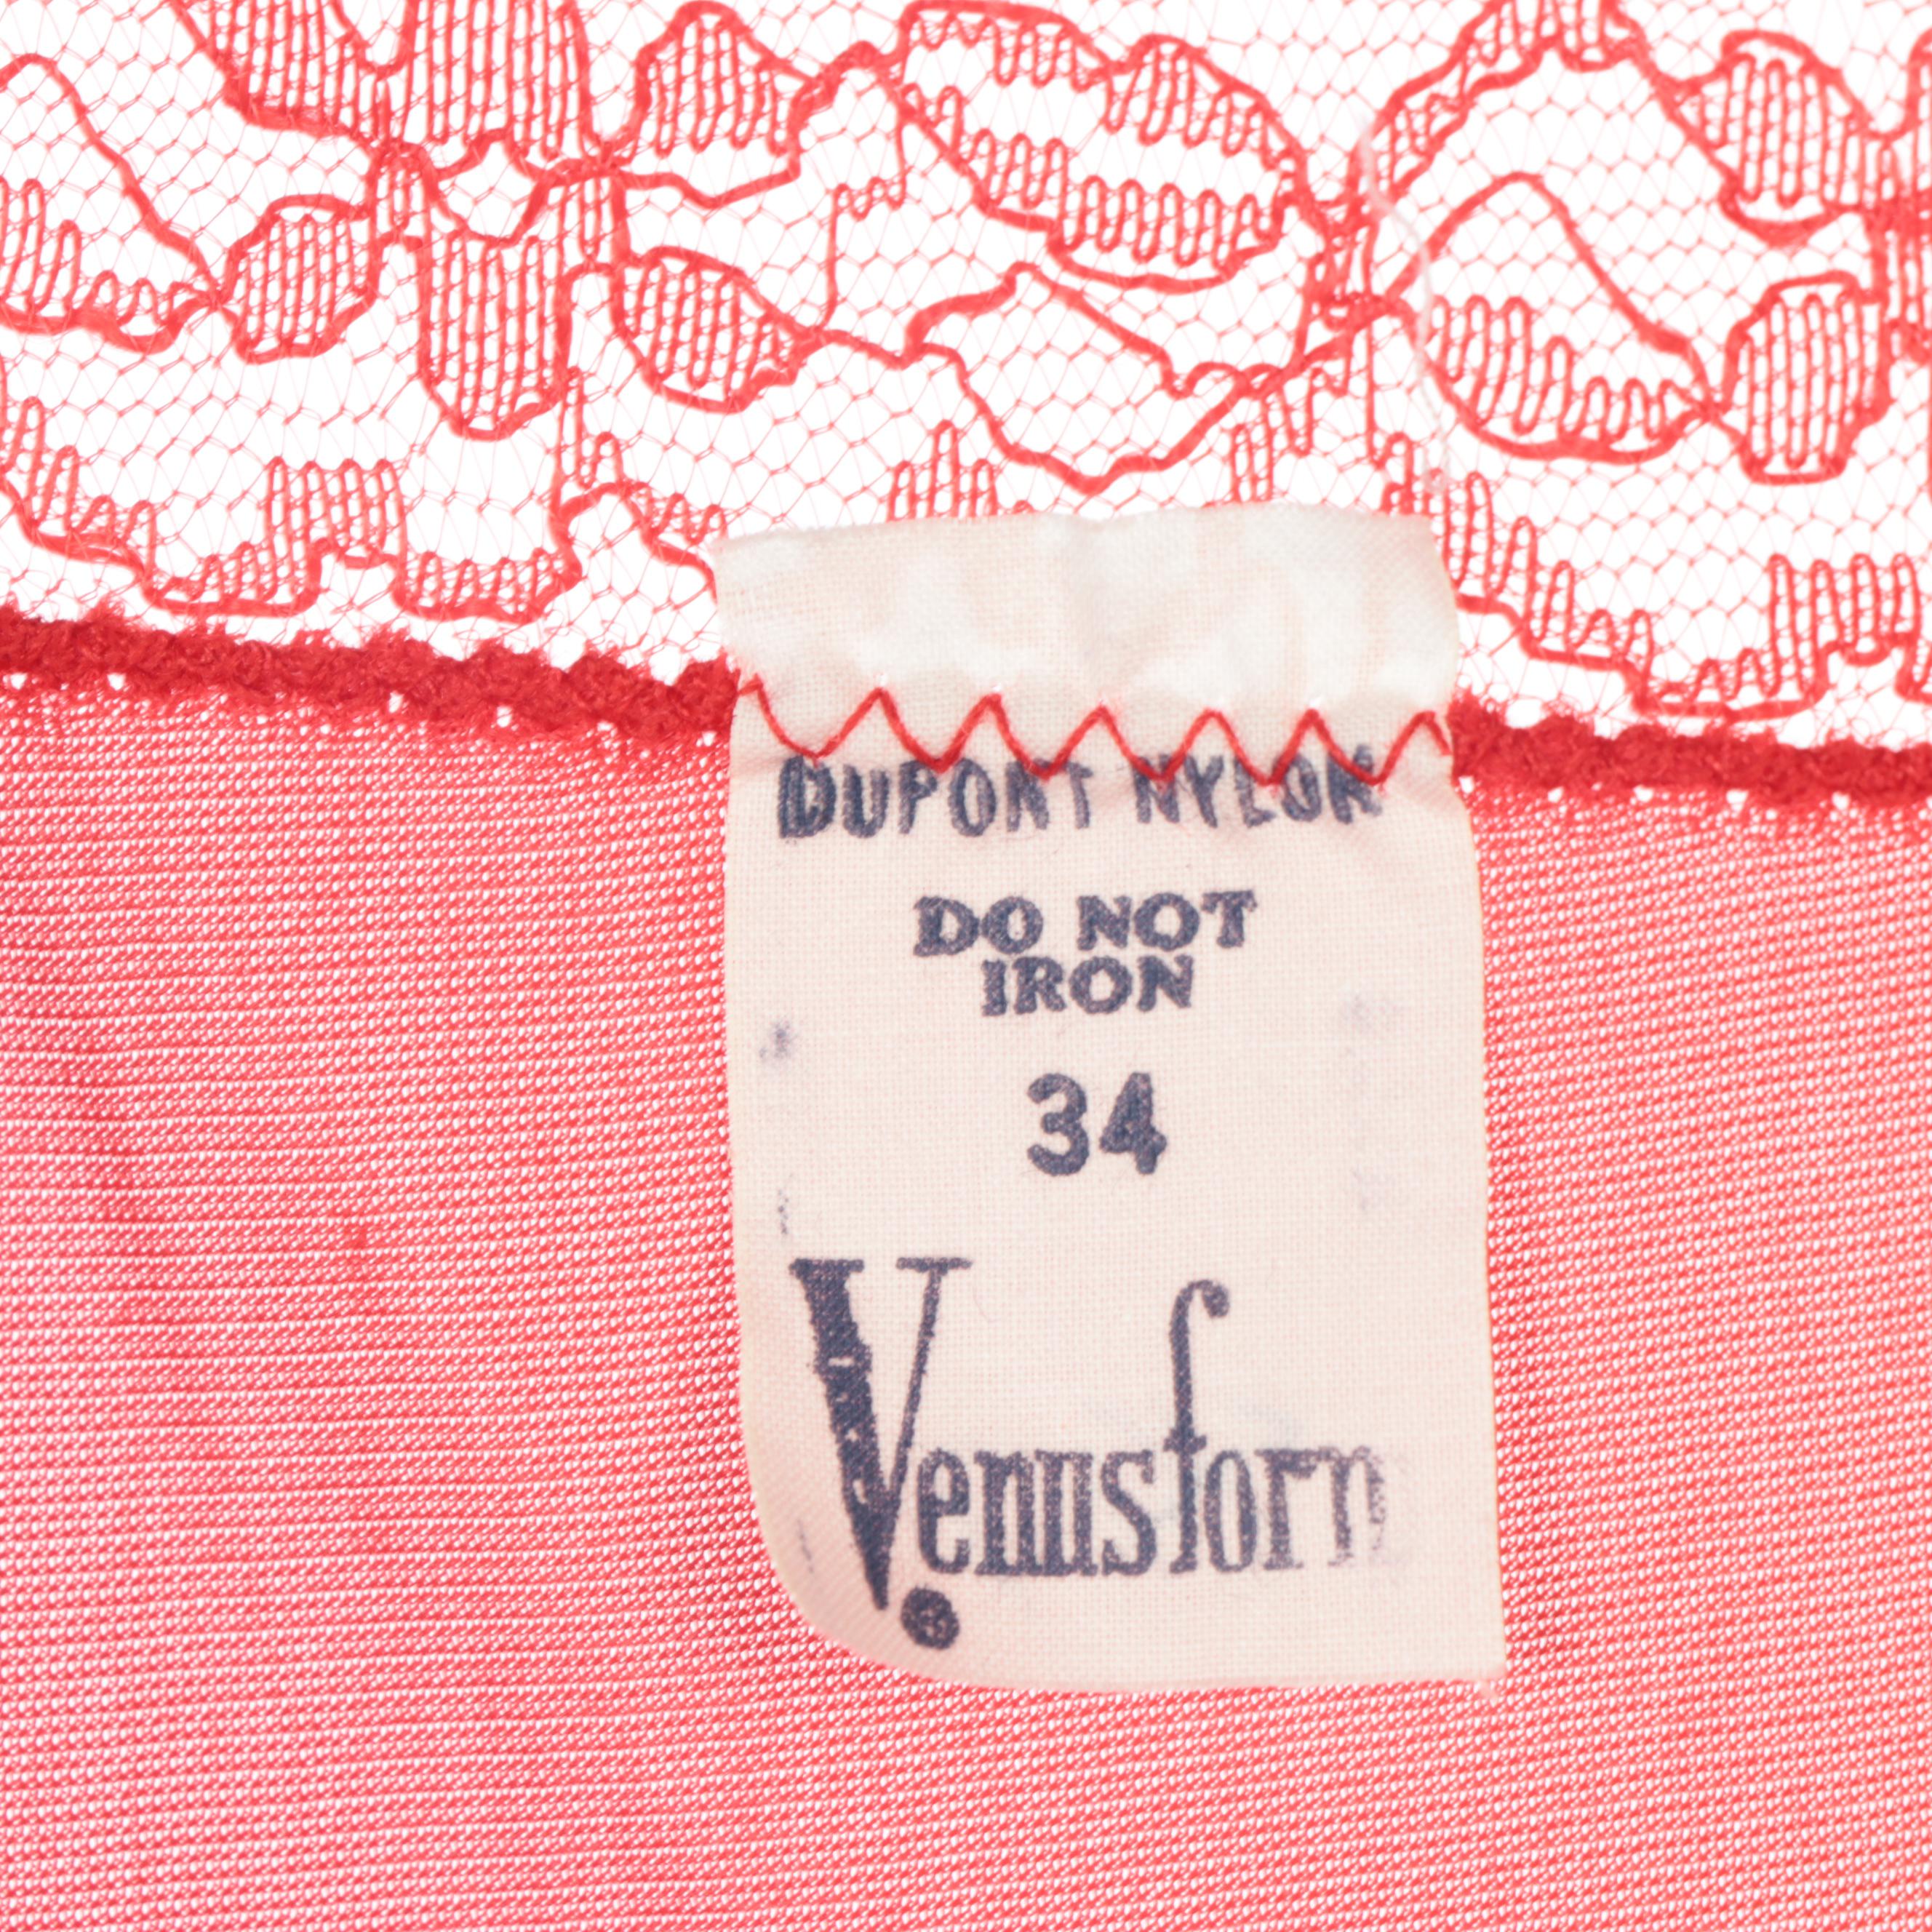 DUPONT NYLON
DO NOT
IRON
34
Venusform